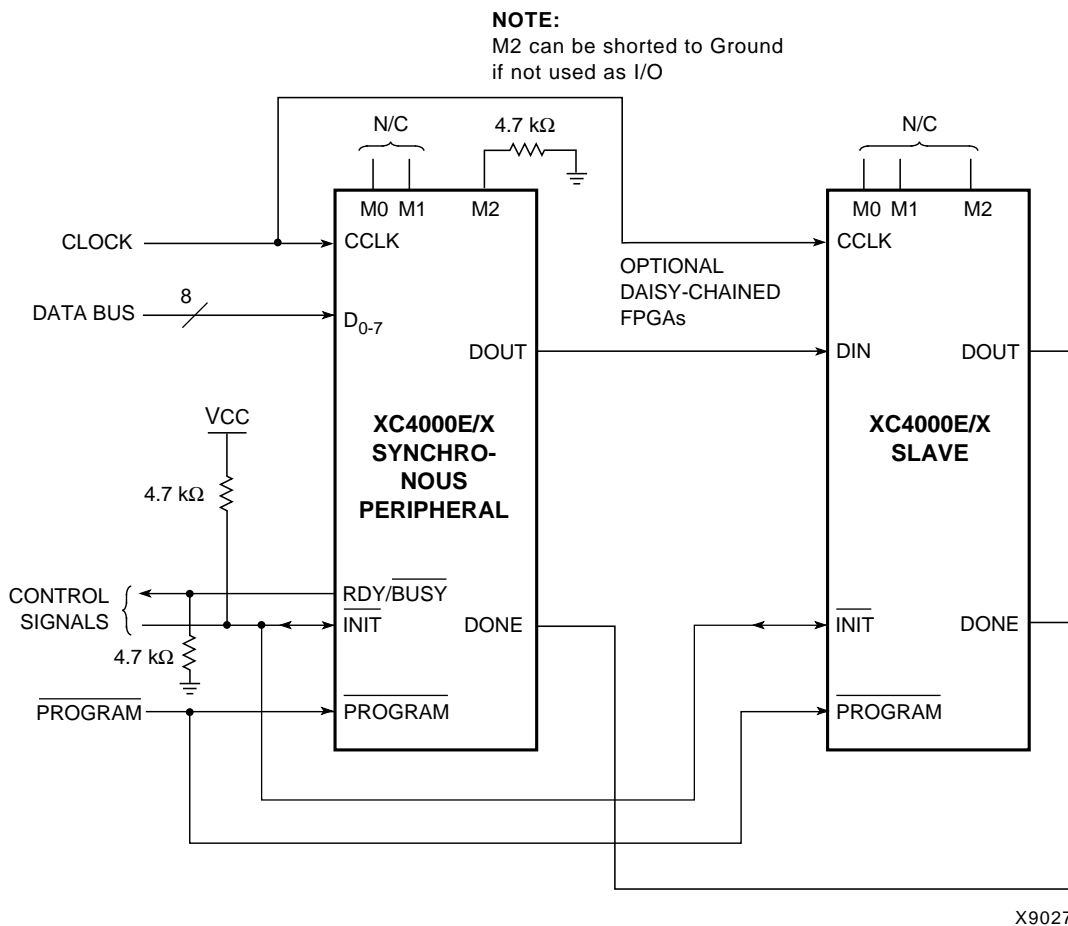 NOTE:
M2 can be shorted to Ground
if not used as I/O
N/C
4.7 kΩ
N/C
M0 M1
M2
M0 M1
M2
CLOCK
CCLK
CCLK
OPTIONAL
DAISY-CHAINED
FPGAs
DATA BUS
8
D0-7
DOUT
DIN
DOUT
VCC
XC4000E/X
SYNCHRO-
NOUS
PERIPHERAL
XC4000E/X
SLAVE
4.7 kΩ
CONTROL
SIGNALS
RDY/BUSY
INIT
DONE
INIT
DONE
4.7 kΩ
PROGRAM
PROGRAM
PROGRAM
X9027